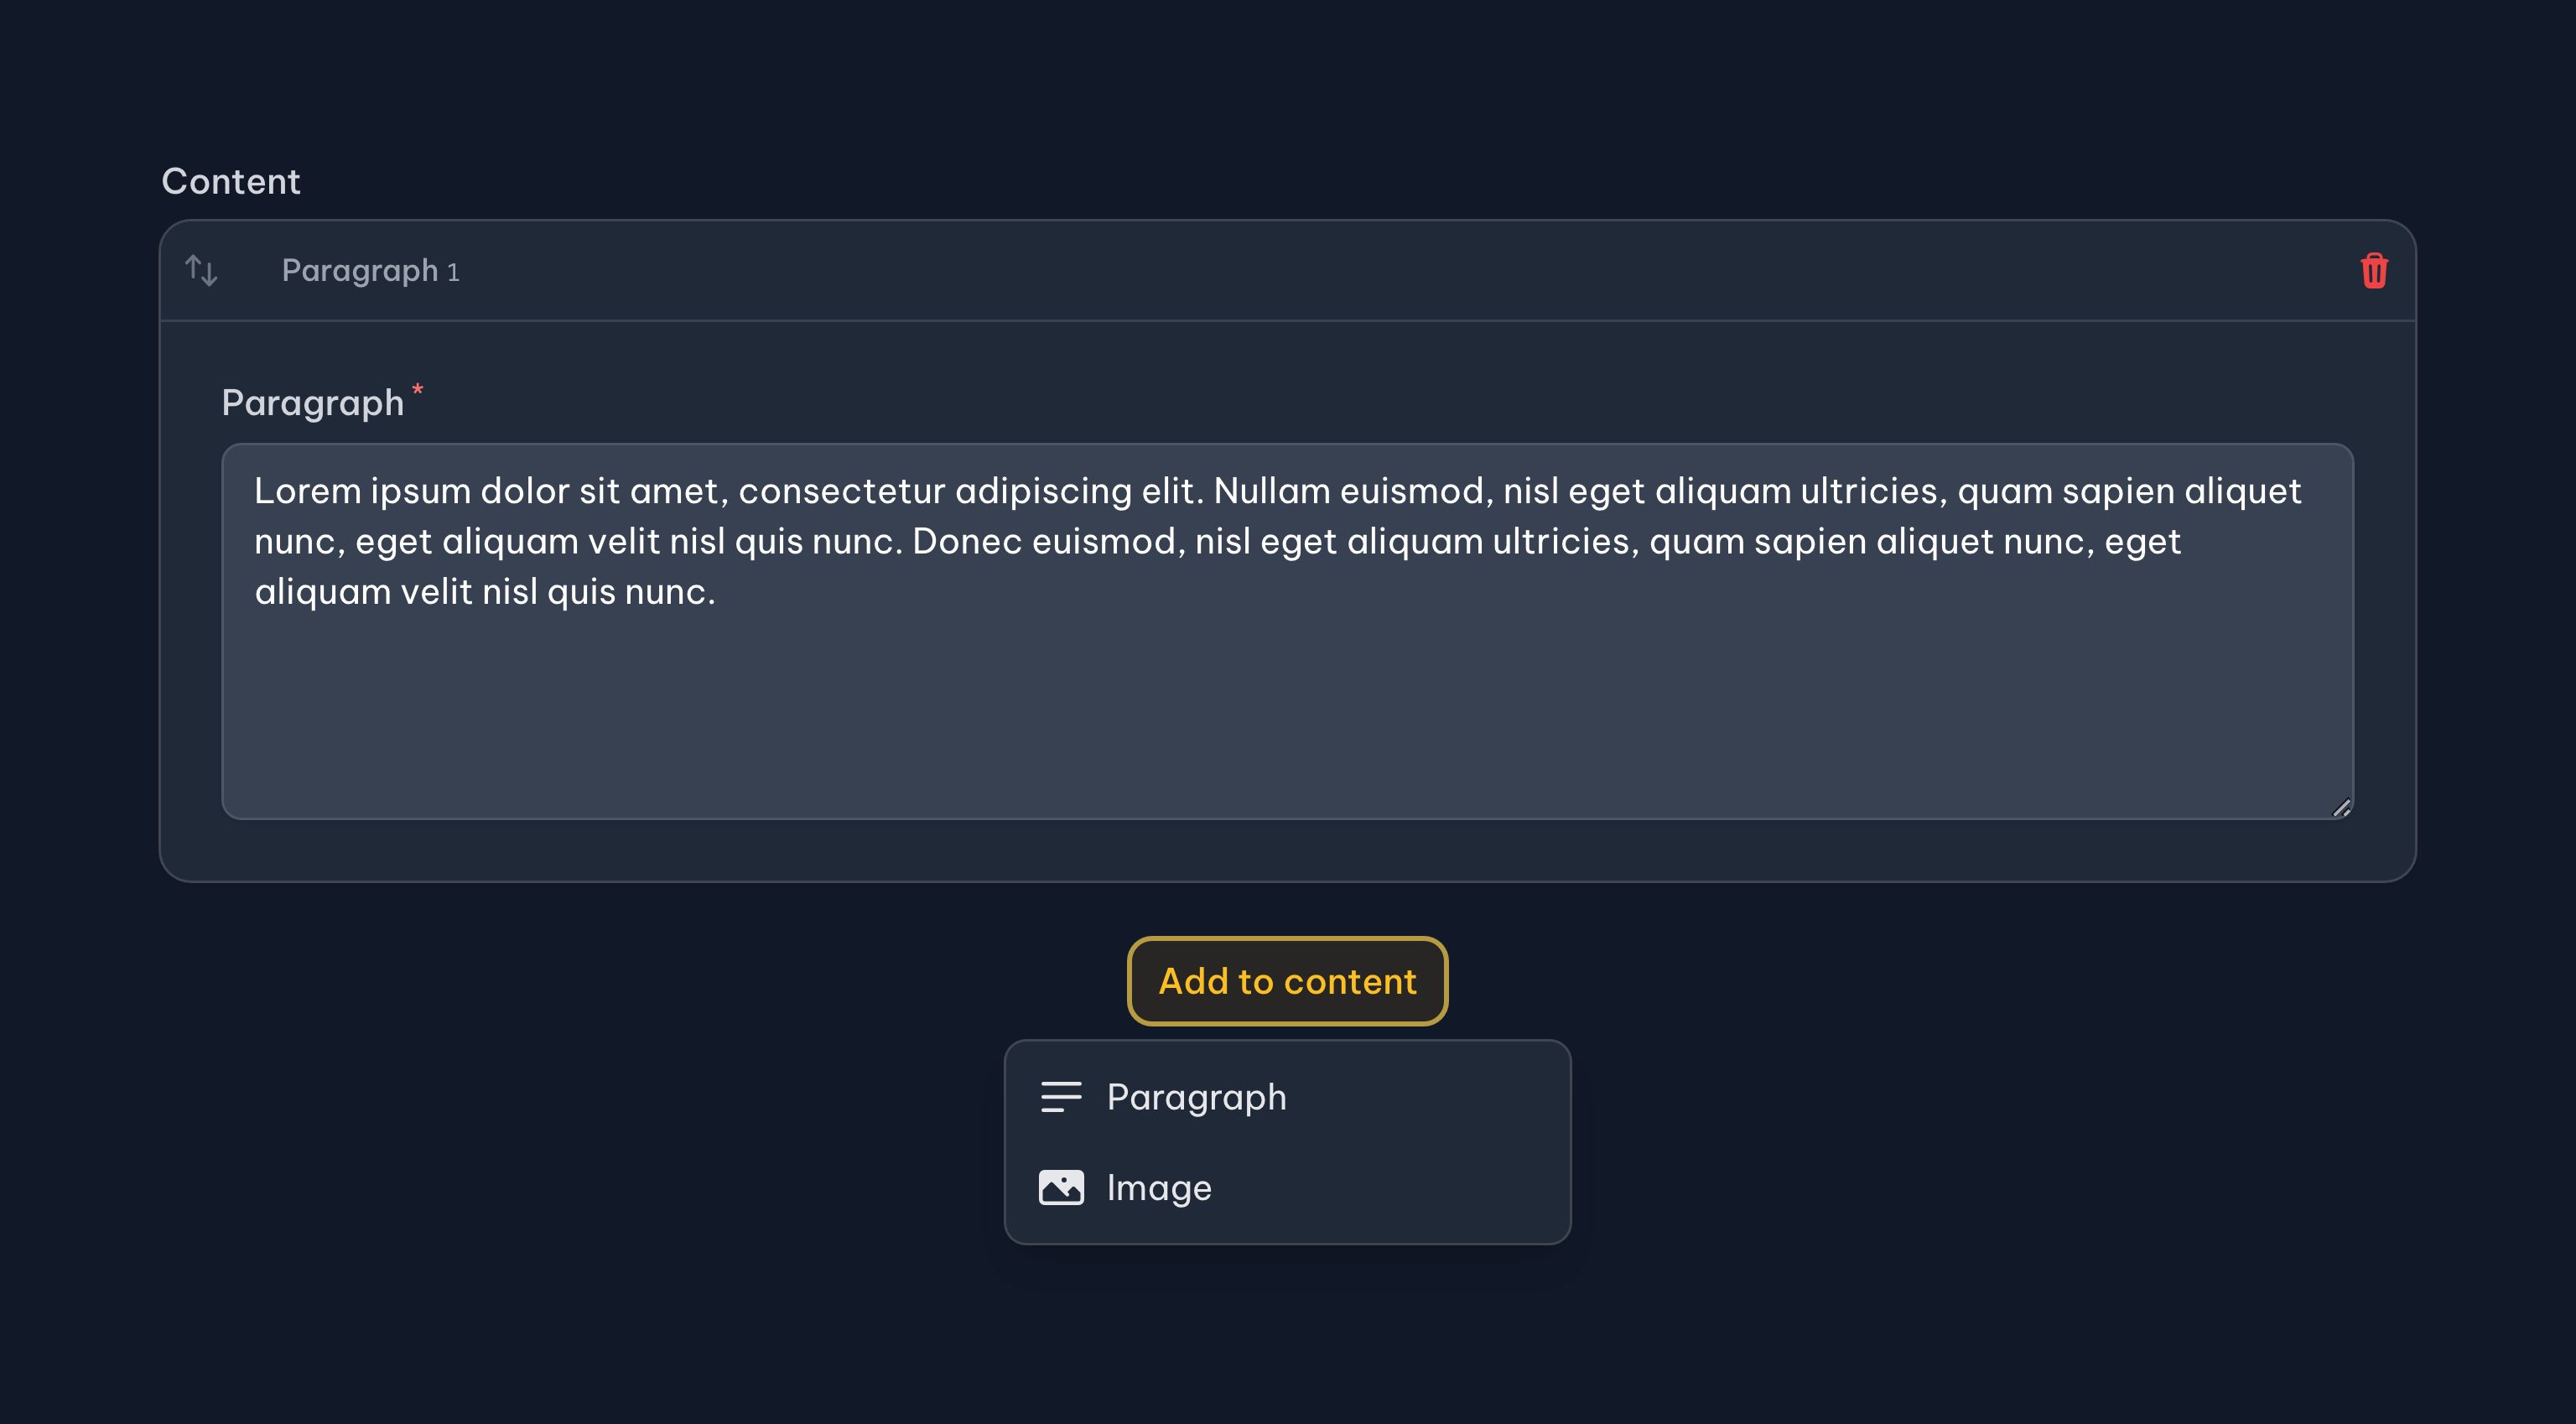 Content
Paragraph 1
Paragraph *
Lorem ipsum dolor sit amet, consectetur adipiscing elit. Nullam euismod, nisl eget aliquam ultricies, quam sapien aliquet
nunc, eget aliquam velit nisl quis nunc. Donec euismod, nisl eget aliquam ultricies, quam sapien aliquet nunc, eget
aliquam velit nisl quis nunc.
Add to content
Paragraph
Image